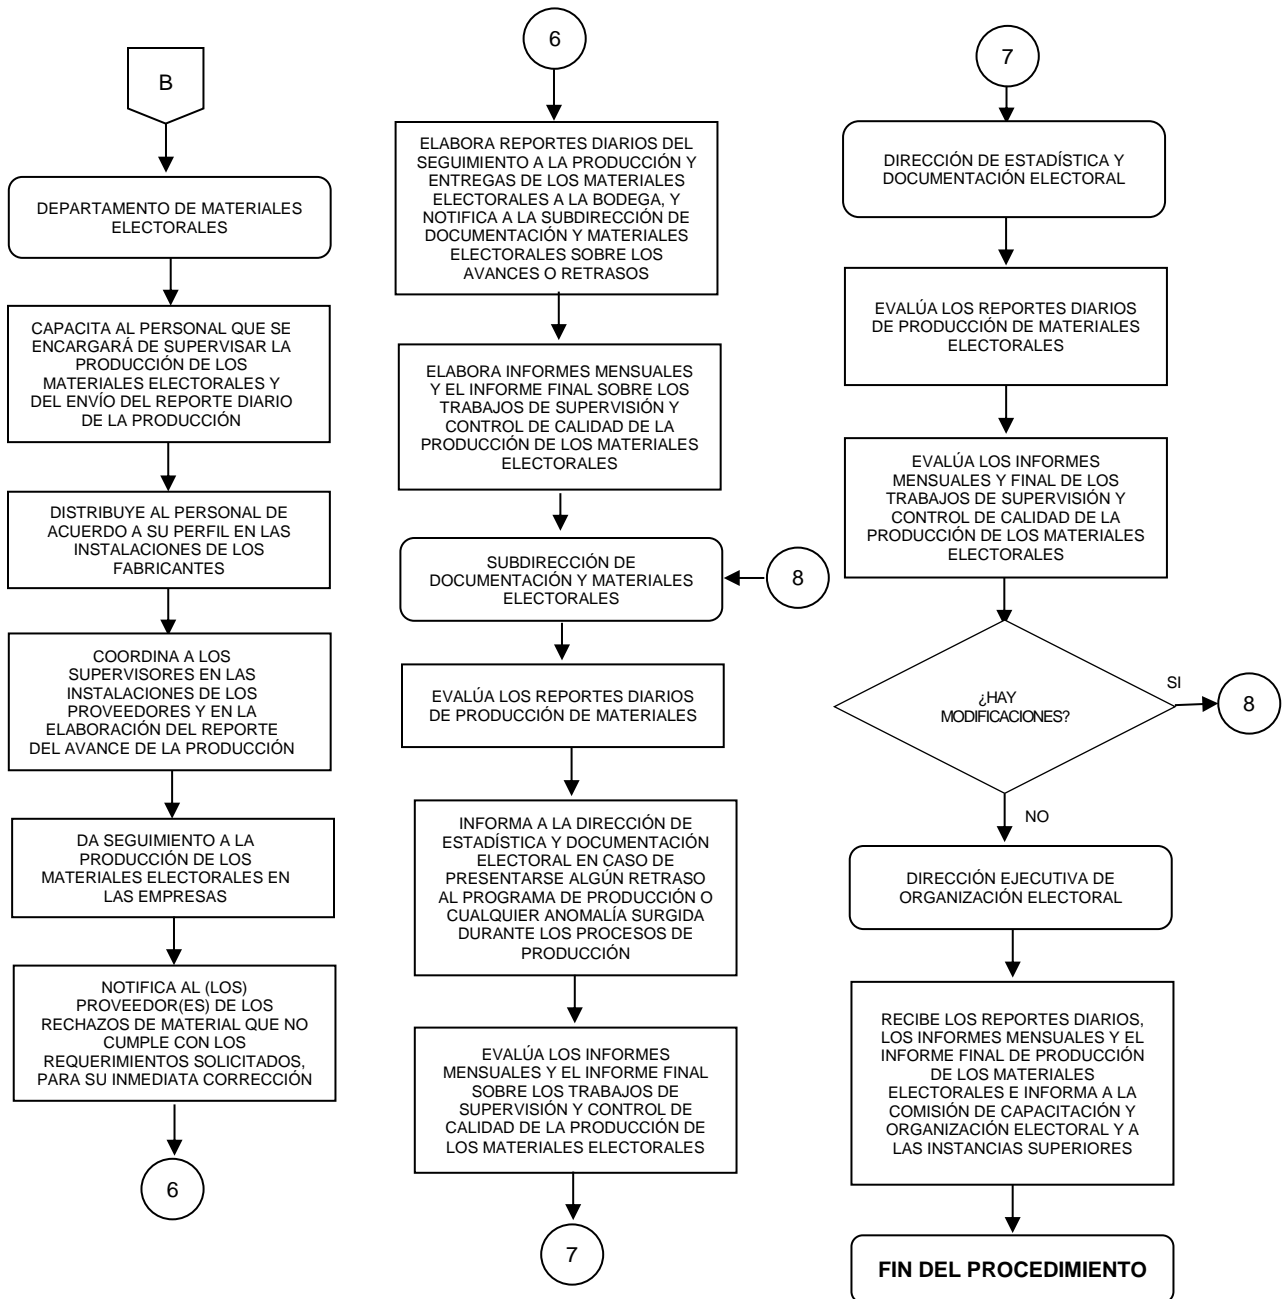 B
DEPARTAMENTO DE MATERIALES
ELECTORALES
CAPACITA AL PERSONAL QUE SE
ENCARGARÁ DE SUPERVISAR LA
PRODUCCIÓN DE LOS
MATERIALES ELECTORALES Y
DEL ENVÍO DEL REPORTE DIARIO
DE LA PRODUCCIÓN
DISTRIBUYE AL PERSONAL DE
ACUERDO A SU PERFIL EN LAS
INSTALACIONES DE LOS
FABRICANTES
COORDINA A LOS
SUPERVISORES EN LAS
INSTALACIONES DE LOS
PROVEEDORES Y EN LA
ELABORACIÓN DEL REPORTE
DEL AVANCE DE LA PRODUCCIÓN
DA SEGUIMIENTO A LA
PRODUCCIÓN DE LOS
MATERIALES ELECTORALES EN
LAS EMPRESAS
NOTIFICA AL (LOS)
PROVEEDOR(ES) DE LOS
RECHAZOS DE MATERIAL QUE NO
CUMPLE CON LOS
REQUERIMIENTOS SOLICITADOS,
PARA SU INMEDIATA CORRECCIÓN
6
6
ELABORA REPORTES DIARIOS DEL
SEGUIMIENTO A LA PRODUCCIÓN Y
ENTREGAS DE LOS MATERIALES
ELECTORALES A LA BODEGA, Y
NOTIFICA A LA SUBDIRECCIÓN DE
DOCUMENTACIÓN Y MATERIALES
ELECTORALES SOBRE LOS
AVANCES O RETRASOS
ELABORA INFORMES MENSUALES
Y EL INFORME FINAL SOBRE LOS
TRABAJOS DE SUPERVISIÓN Y
CONTROL DE CALIDAD DE LA
PRODUCCIÓN DE LOS MATERIALES
ELECTORALES
SUBDIRECCIÓN DE
DOCUMENTACIÓN Y MATERIALES
ELECTORALES
8
EVALÚA LOS REPORTES DIARIOS
DE PRODUCCIÓN DE MATERIALES
INFORMA A LA DIRECCIÓN DE
ESTADÍSTICA Y DOCUMENTACIÓN
ELECTORAL EN CASO DE
PRESENTARSE ALGÚN RETRASO
AL PROGRAMA DE PRODUCCIÓN O
CUALQUIER ANOMALÍA SURGIDA
DURANTE LOS PROCESOS DE
PRODUCCIÓN
EVALÚA LOS INFORMES
MENSUALES Y EL INFORME FINAL
SOBRE LOS TRABAJOS DE
SUPERVISIÓN Y CONTROL DE
CALIDAD DE LA PRODUCCIÓN DE
LOS MATERIALES ELECTORALES
7
7
DIRECCIÓN DE ESTADÍSTICA Y
DOCUMENTACIÓN ELECTORAL
EVALÚA LOS REPORTES DIARIOS
DE PRODUCCIÓN DE MATERIALES
ELECTORALES
EVALÚA LOS INFORMES
MENSUALES Y FINAL DE LOS
TRABAJOS DE SUPERVISIÓN Y
CONTROL DE CALIDAD DE LA
PRODUCCIÓN DE LOS MATERIALES
ELECTORALES
¿HAY
MODIFICACIONES?
SI
8
NO
DIRECCIÓN EJECUTIVA DE
ORGANIZACIÓN ELECTORAL
RECIBE LOS REPORTES DIARIOS,
LOS INFORMES MENSUALES Y EL
INFORME FINAL DE PRODUCCIÓN
DE LOS MATERIALES
ELECTORALES E INFORMA A LA
COMISIÓN DE CAPACITACIÓN Y
ORGANIZACIÓN ELECTORAL Y A
LAS INSTANCIAS SUPERIORES
FIN DEL PROCEDIMIENTO